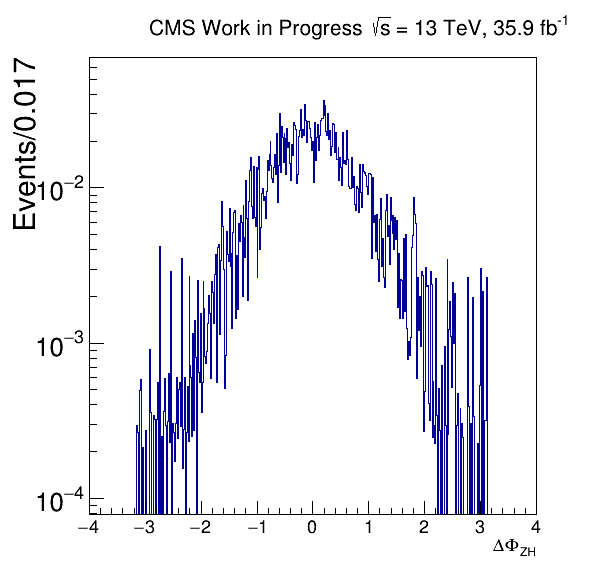 CMS Work in Progress √s = 13 TeV, 35.9 fb⁻¹
Events/0.017
10⁻²
10⁻³
10⁻⁴
−4 −3 −2 −1 0 1 2 3 4
ΔΦ_ZH